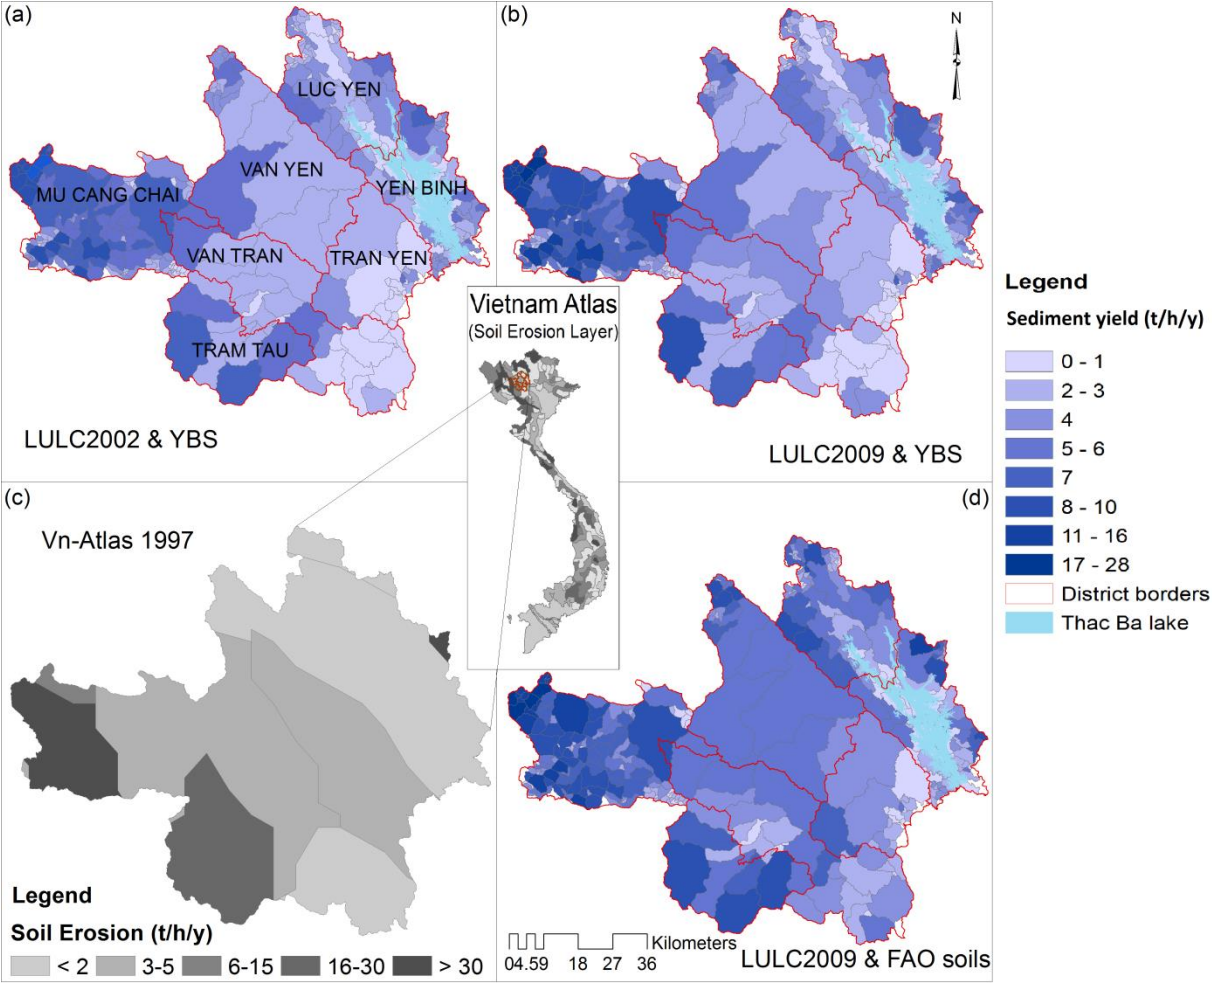 (a)
LUC YEN
VAN YEN
MU CANG CHAI
YEN BINH
VAN TRAN
TRAN YEN
TRAM TAU
LULC2002 & YBS
(b)
N
LULC2009 & YBS
Vietnam Atlas
(Soil Erosion Layer)
Legend
Sediment yield (t/h/y)
0 - 1
2 - 3
4
5 - 6
7
8 - 10
11 - 16
17 - 28
District borders
Thac Ba lake
(c)
Vn-Atlas 1997
Legend
Soil Erosion (t/h/y)
< 2 3-5 6-15 16-30 > 30
(d)
Kilometers
04.59 18 27 36
LULC2009 & FAO soils